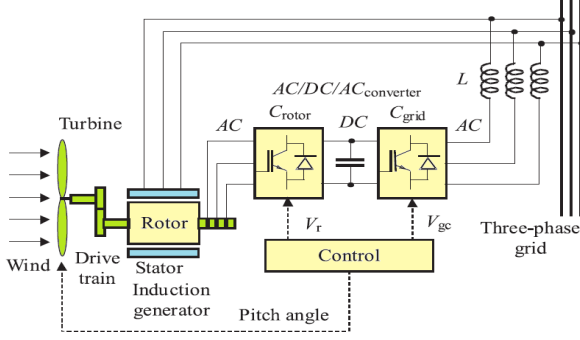 L
AC/DC/ACconverter
Crotor
Cgrid
AC
DC
AC
Turbine
Rotor
Vr
Vgc
Three-phase
grid
Control
Wind
Drive
train
Stator
Induction
generator
Pitch angle